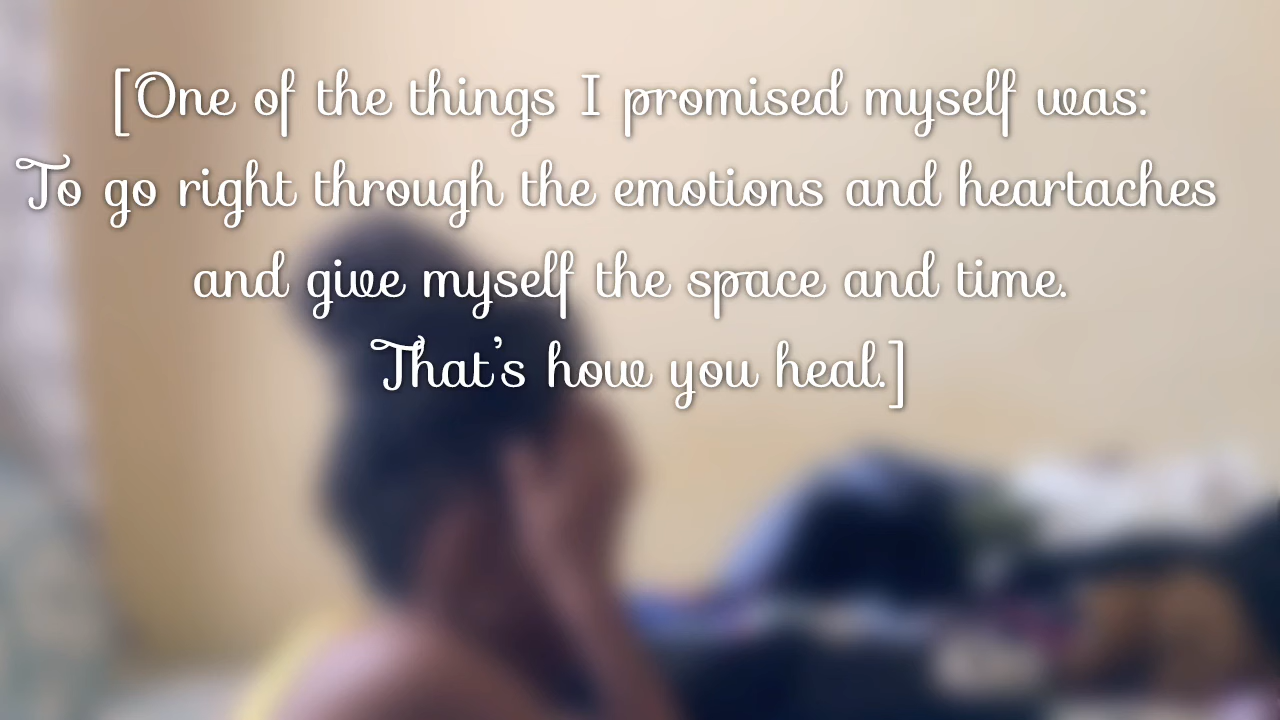 [One of the things I promised myself was:
To go right through the emotions and heartaches
and give myself the space and time.
That's how you heal.]